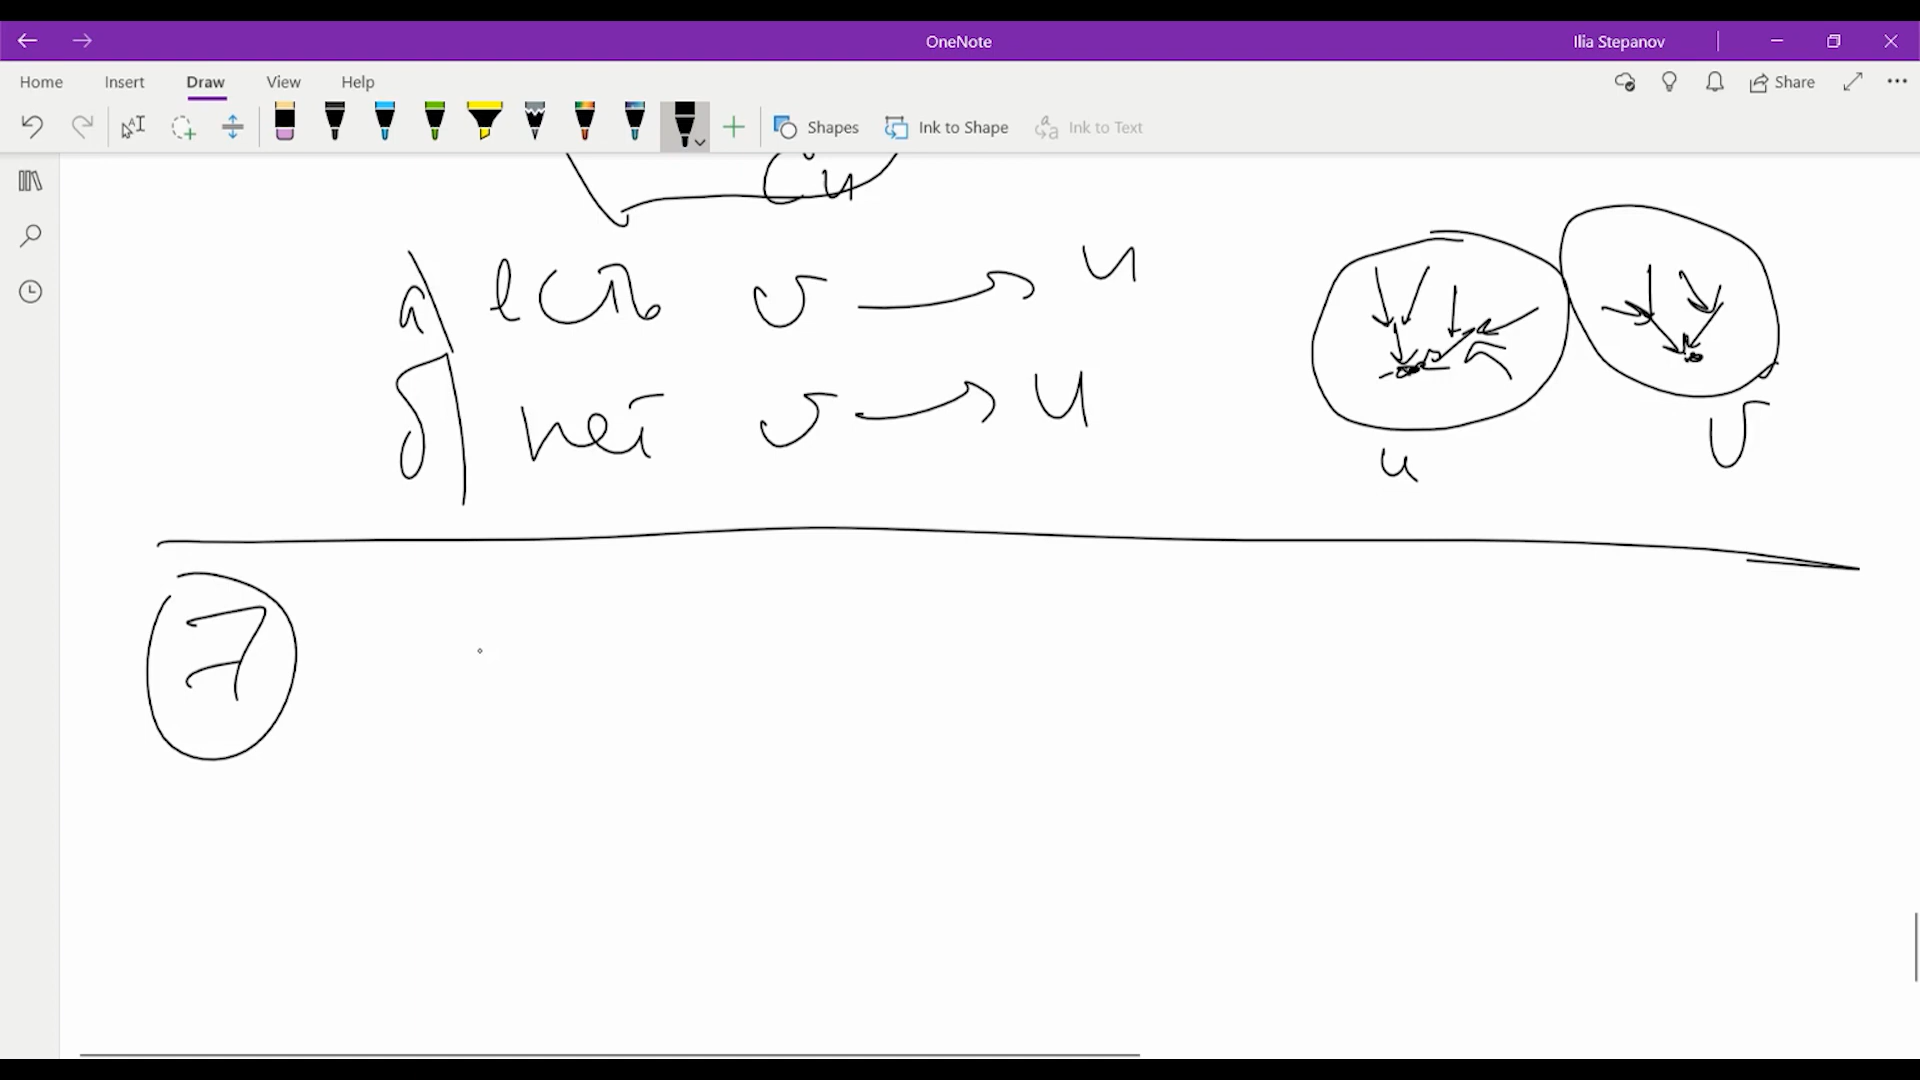 OneNote
Ilia Stepanov
Home Insert Draw View Help
Share
Shapes Ink to Shape Ink to Text
u
а) есть v → u
б) нет v → u
u
v
7